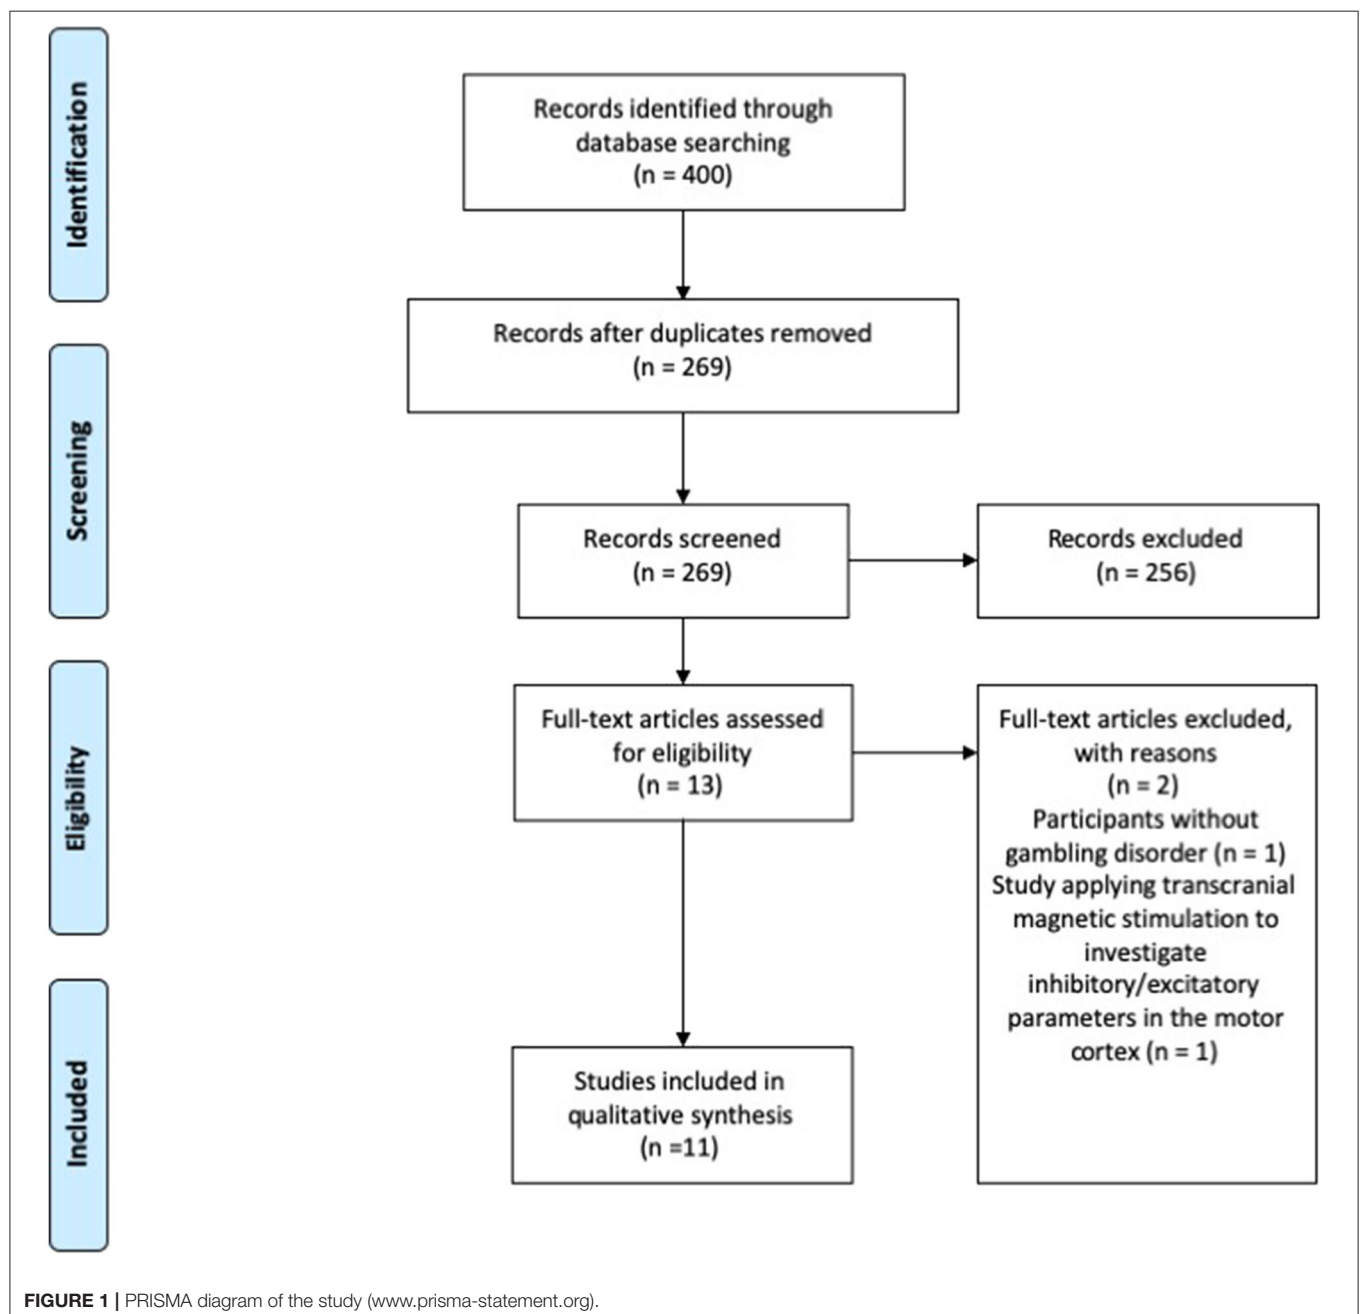 Identification
Records identified through
database searching
(n = 400)
Records after duplicates removed
(n = 269)
Screening
Records screened
(n = 269)
Records excluded
(n = 256)
Eligibility
Full-text articles assessed
for eligibility
(n = 13)
Full-text articles excluded,
with reasons
(n = 2)
Participants without
gambling disorder (n = 1)
Study applying transcranial
magnetic stimulation to
investigate
inhibitory/excitatory
parameters in the motor
cortex (n = 1)
Included
Studies included in
qualitative synthesis
(n =11)
FIGURE 1 | PRISMA diagram of the study (www.prisma-statement.org).